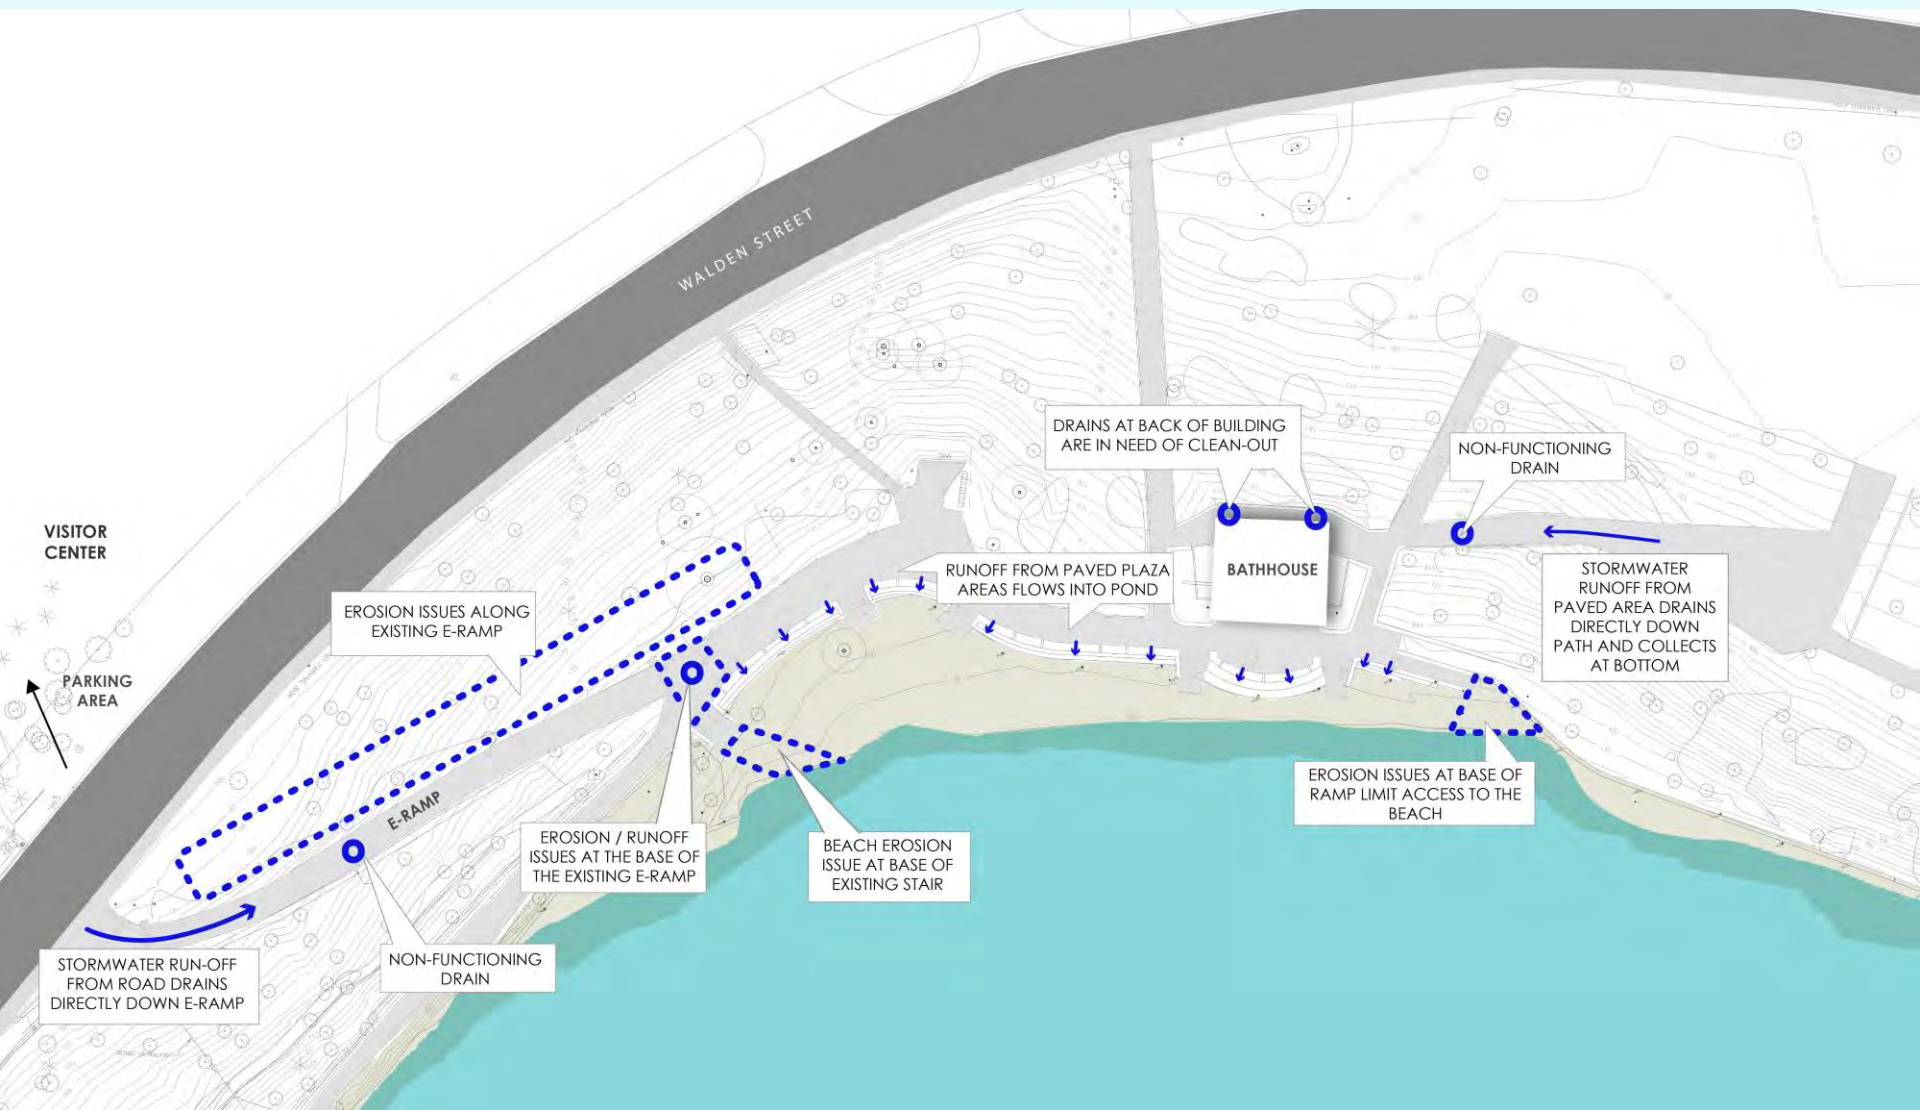 WALDEN STREET
DRAINS AT BACK OF BUILDING
ARE IN NEED OF CLEAN-OUT
NON-FUNCTIONING
DRAIN
VISITOR
CENTER
PARKING
AREA
EROSION ISSUES ALONG
EXISTING E-RAMP
RUNOFF FROM PAVED PLAZA
AREAS FLOWS INTO POND
BATHHOUSE
STORMWATER
RUNOFF FROM
PAVED AREA DRAINS
DIRECTLY DOWN
PATH AND COLLECTS
AT BOTTOM
E-RAMP
EROSION / RUNOFF
ISSUES AT THE BASE OF
THE EXISTING E-RAMP
BEACH EROSION
ISSUE AT BASE OF
EXISTING STAIR
EROSION ISSUES AT BASE OF
RAMP LIMIT ACCESS TO THE
BEACH
STORMWATER RUN-OFF
FROM ROAD DRAINS
DIRECTLY DOWN E-RAMP
NON-FUNCTIONING
DRAIN